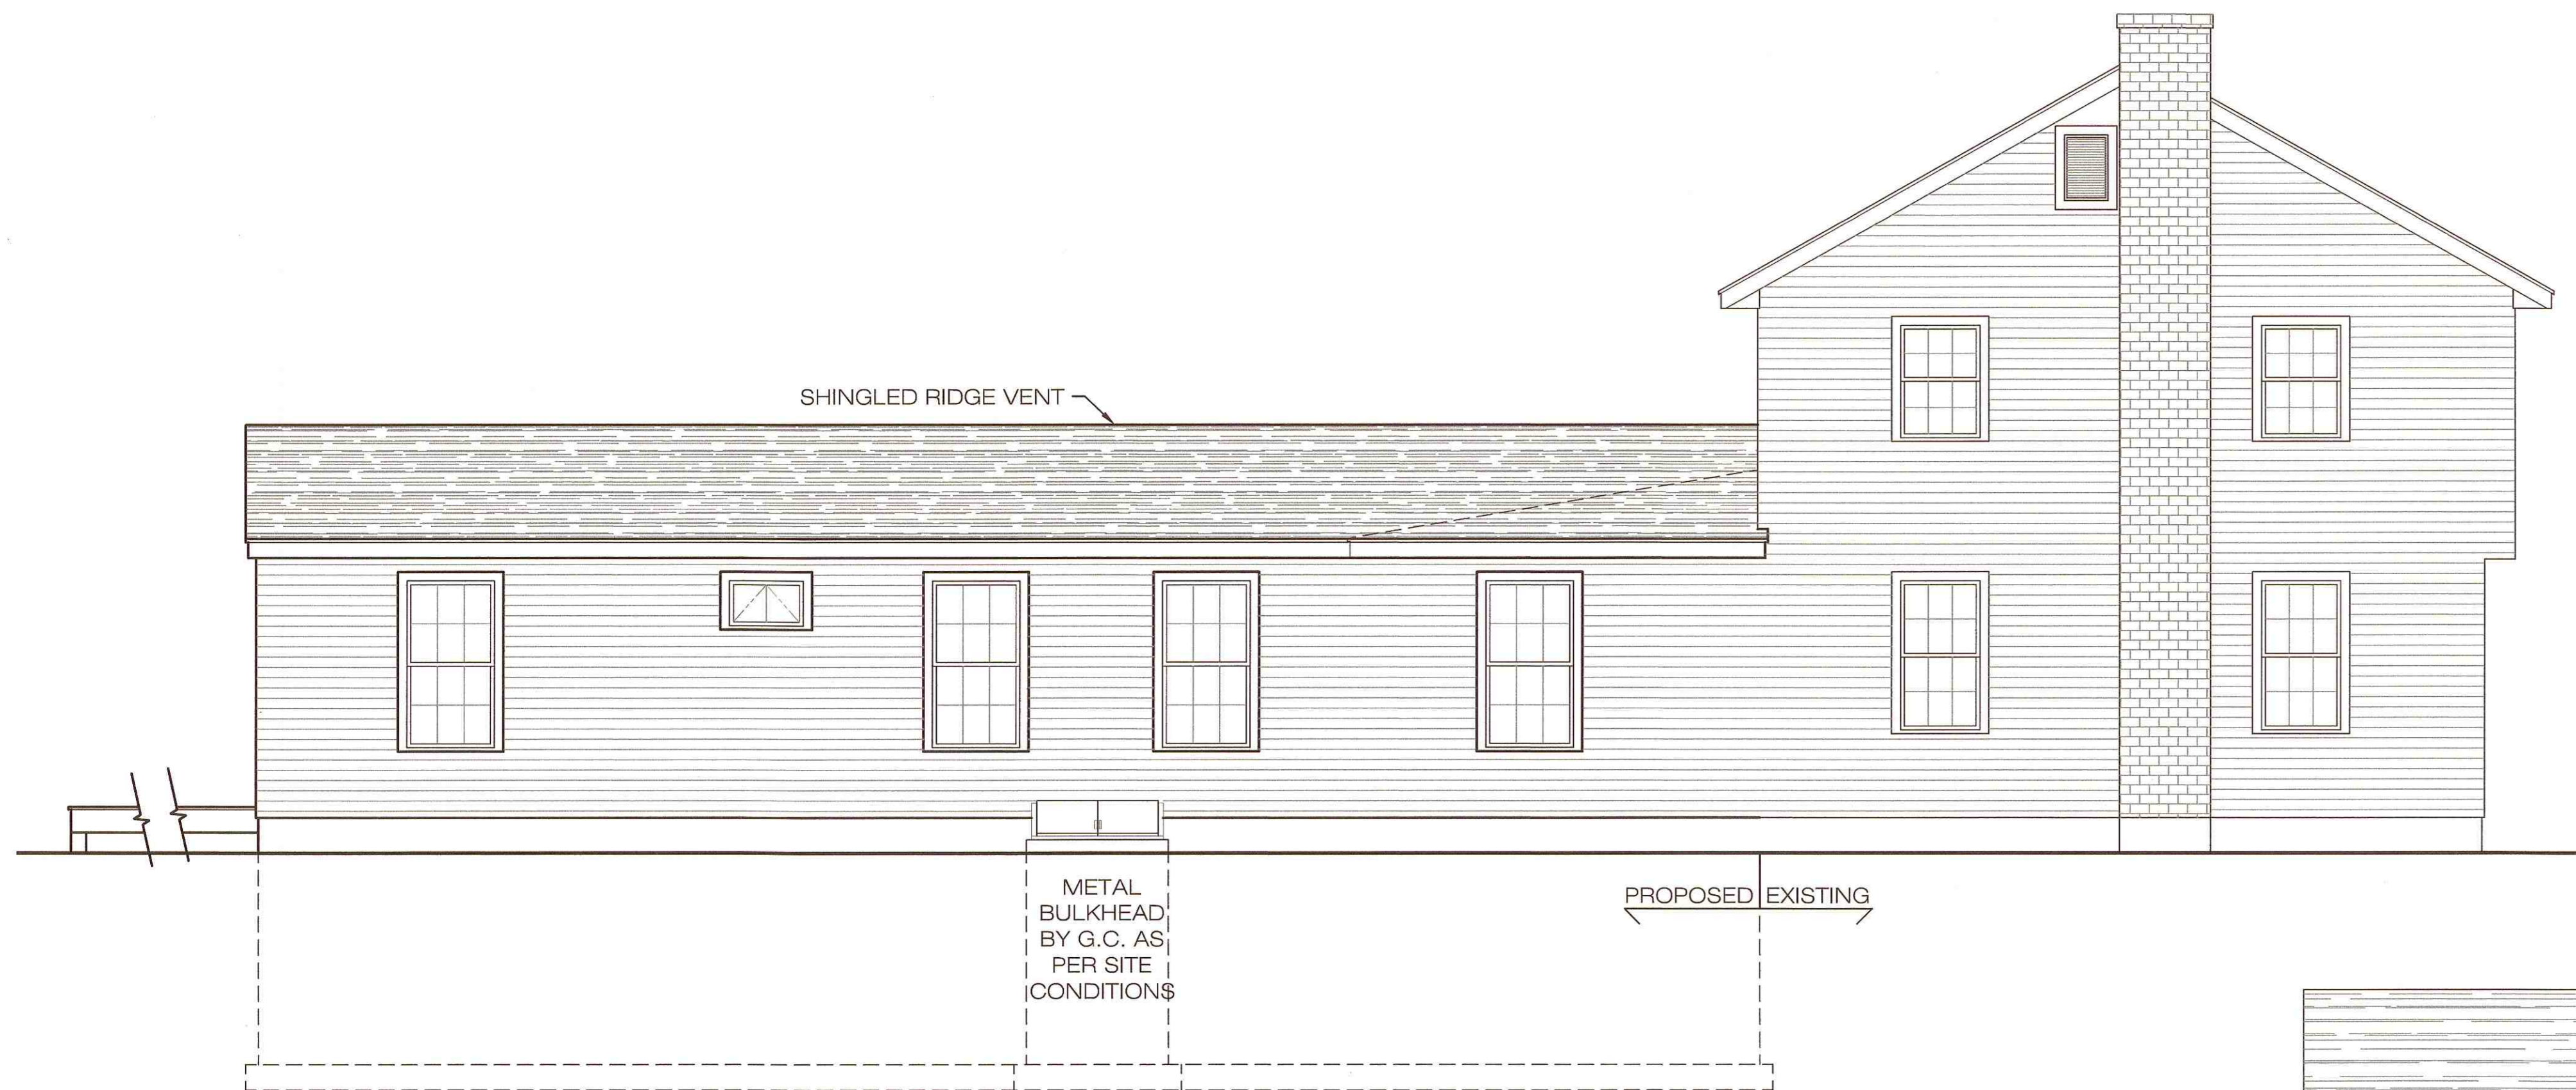 SHINGLED RIDGE VENT
METAL
BULKHEAD
BY G.C. AS
PER SITE
CONDITIONS
PROPOSED EXISTING